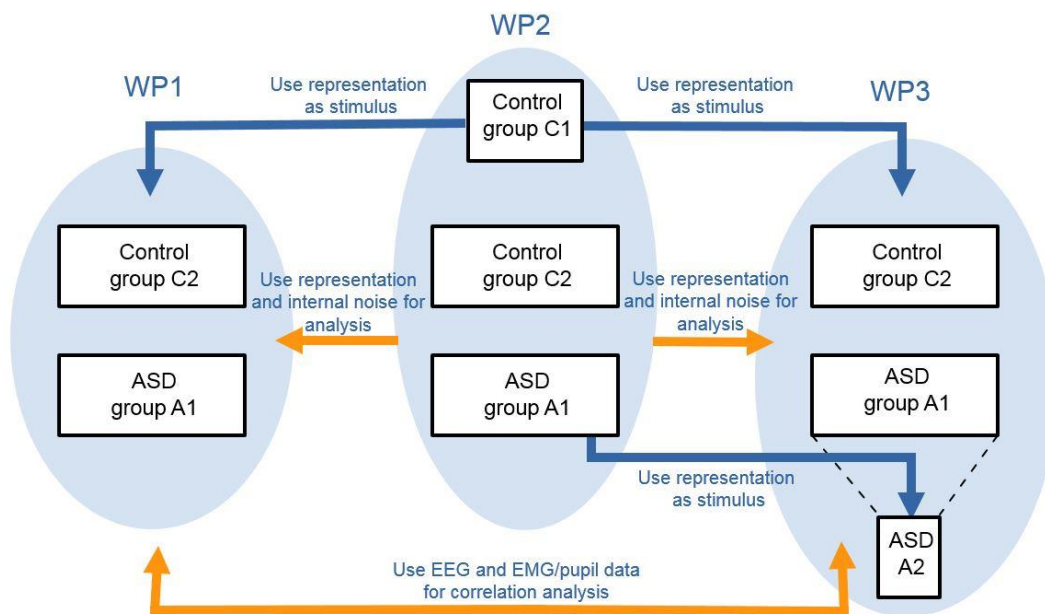 WP2
WP1
Use representation
as stimulus
Control
group C1
Use representation
as stimulus
WP3
Control
group C2
Use representation
and internal noise for
analysis
Control
group C2
Use representation
and internal noise for
analysis
Control
group C2
ASD
group A1
ASD
group A1
ASD
group A1
Use representation
as stimulus
ASD
A2
Use EEG and EMG/pupil data
for correlation analysis